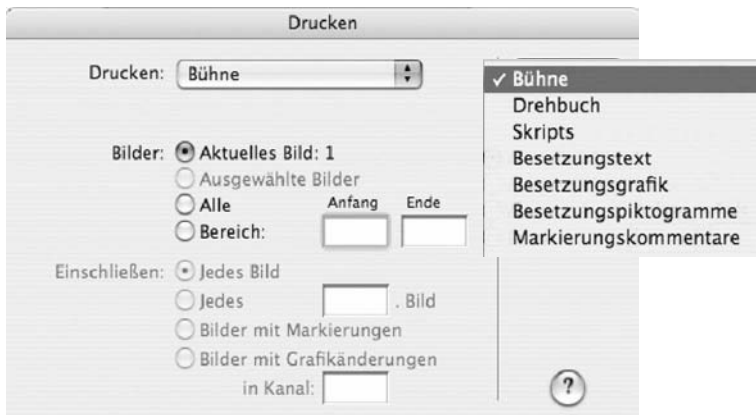 Drucken
Drucken: Bühne
Bilder: Aktuelles Bild: 1
Ausgewählte Bilder
Alle Anfang Ende
Bereich:
Einschließen: Jedes Bild
Jedes . Bild
Bilder mit Markierungen
Bilder mit Grafikänderungen
in Kanal:
?
✓ Bühne
Drehbuch
Skripts
Besetzungstext
Besetzungsgrafik
Besetzungspiktogramme
Markierungskommentare